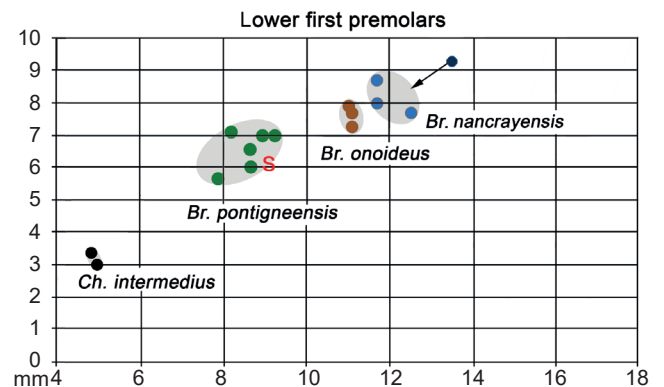 Lower first premolars
10
9
8
7
6
5
4
3
2
1
0
Br. nancrayensis
Br. onoideus
S
Br. pontigneensis
Ch. intermedius
mm 4 6 8 10 12 14 16 18